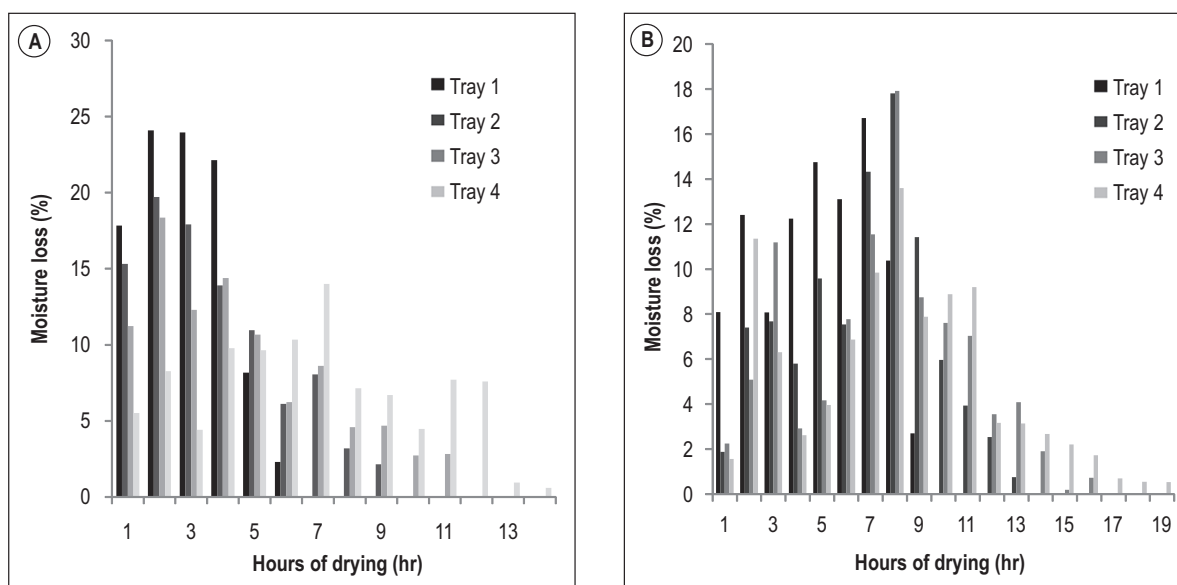 A
30
25
20
15
10
5
0
Moisture loss (%)
Tray 1
Tray 2
Tray 3
Tray 4
1 3 5 7 9 11 13
Hours of drying (hr)
B
20
18
16
14
12
10
8
6
4
2
0
Moisture loss (%)
Tray 1
Tray 2
Tray 3
Tray 4
1 3 5 7 9 11 13 15 17 19
Hours of drying (hr)